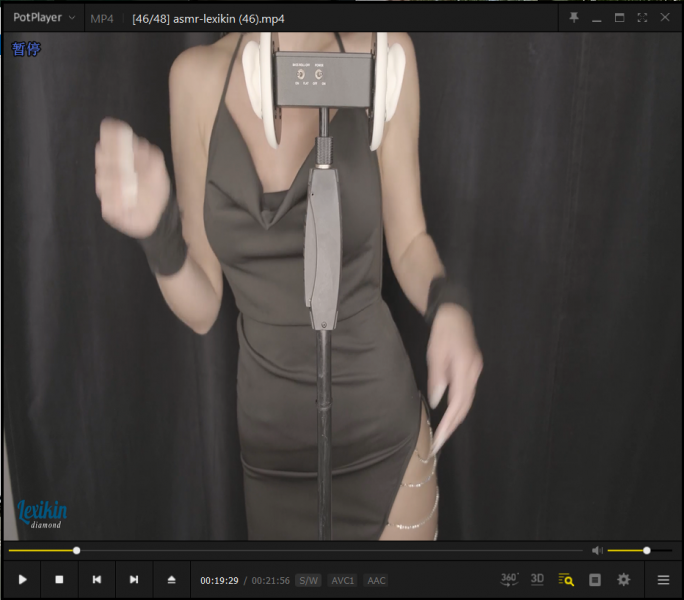 PotPlayer MP4 [46/48] asmr-lexikin (46).mp4
暂停
Lexikin
diamond
00:19:29 / 00:21:56 S/W AVC1 AAC 360° 3D